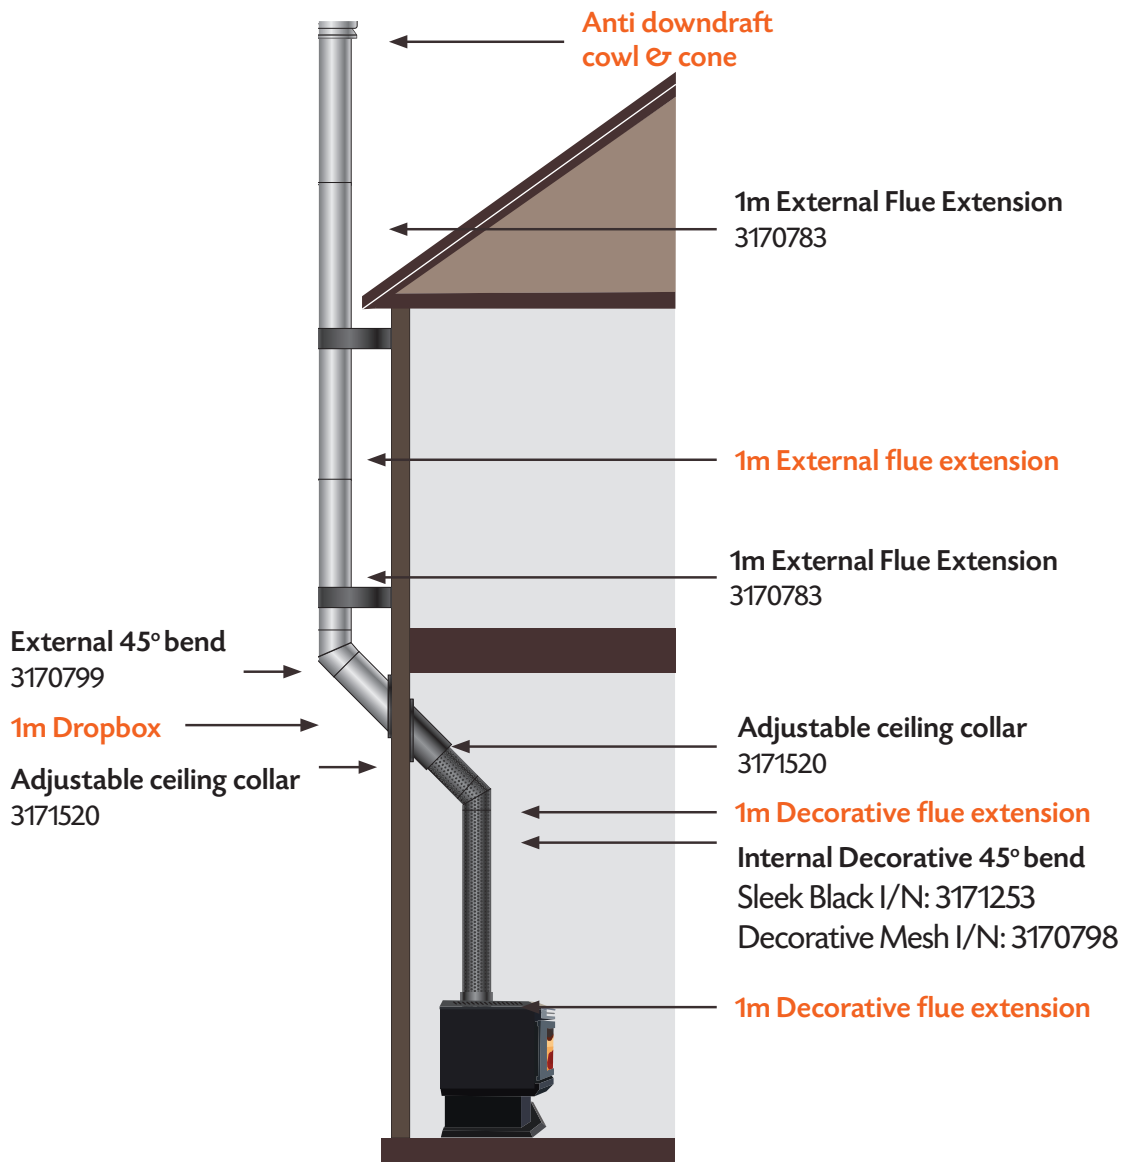 Anti downdraft
cowl & cone
1m External Flue Extension
3170783
1m External flue extension
1m External Flue Extension
3170783
External 45º bend
3170799
1m Dropbox
Adjustable ceiling collar
3171520
Adjustable ceiling collar
3171520
1m Decorative flue extension
Internal Decorative 45º bend
Sleek Black I/N: 3171253
Decorative Mesh I/N: 3170798
1m Decorative flue extension